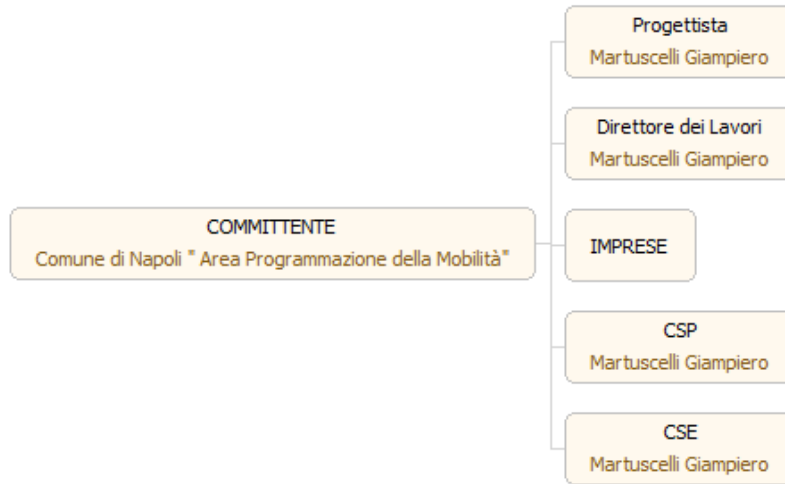 Progettista
Martuscelli Giampiero
Direttore dei Lavori
Martuscelli Giampiero
COMMITTENTE
Comune di Napoli " Area Programmazione della Mobilità"
IMPRESE
CSP
Martuscelli Giampiero
CSE
Martuscelli Giampiero